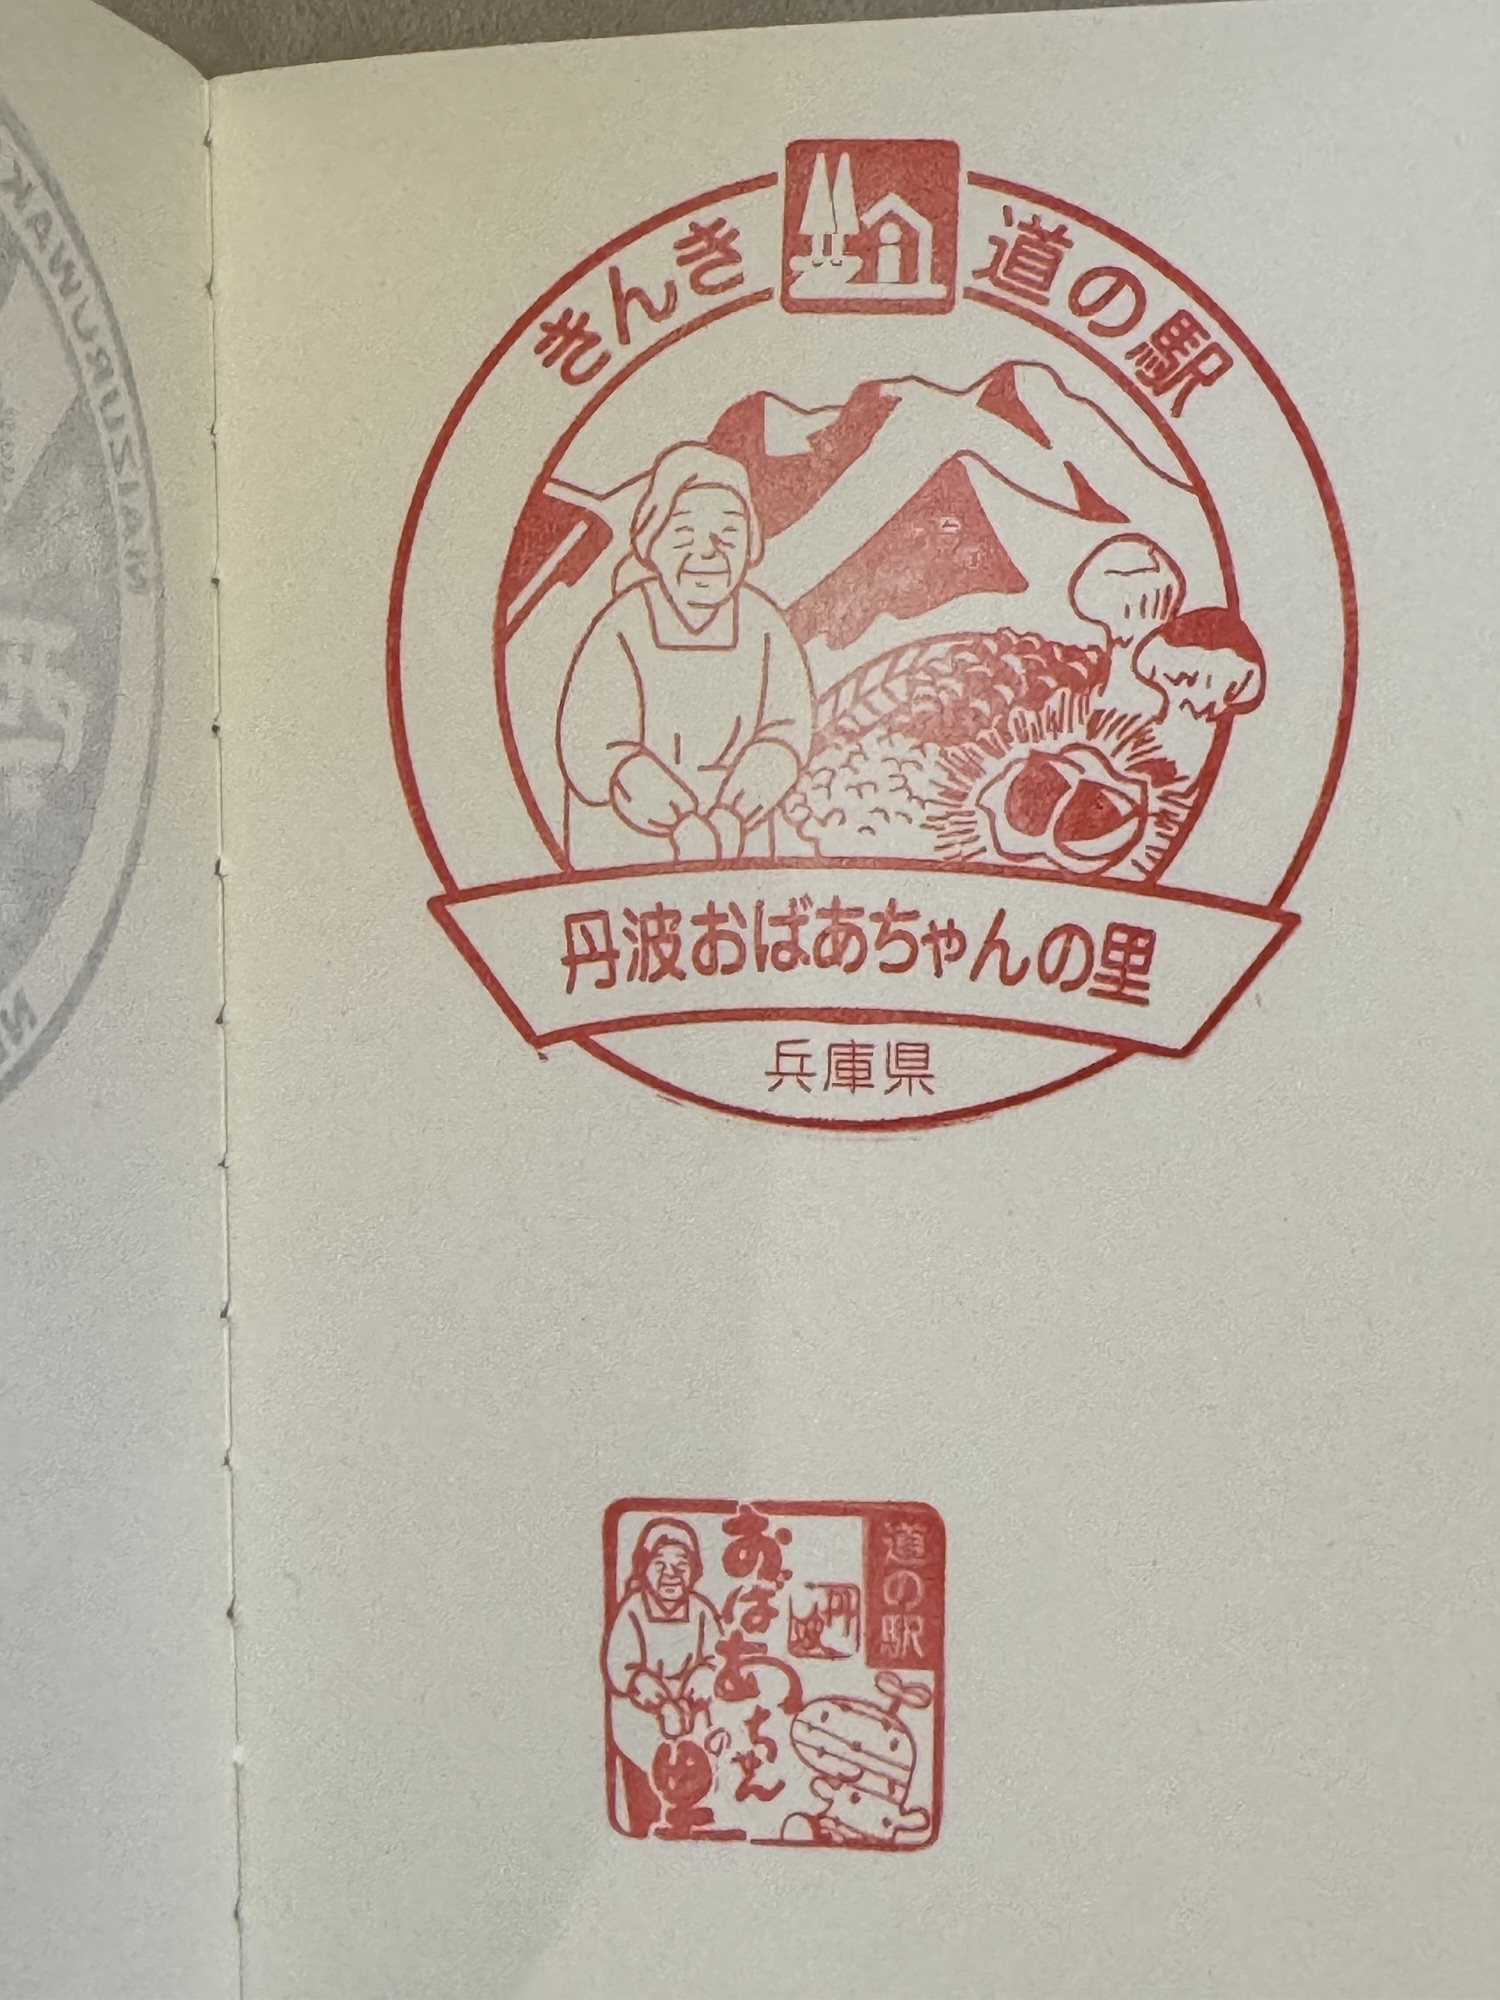 きんき 道の駅
丹波おばあちゃんの里
兵庫県
道の駅
丹波
おばあちゃん
の里